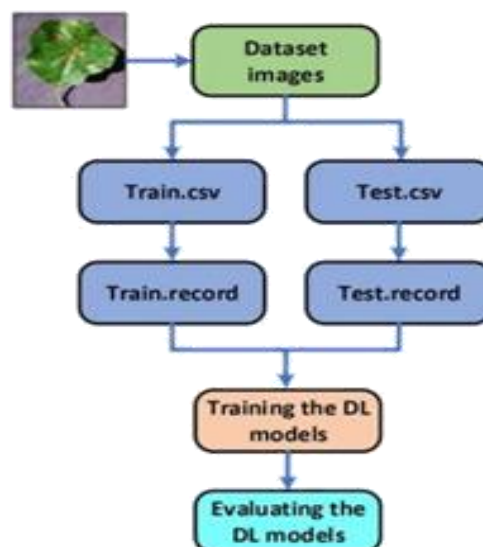 Dataset
images
Train.csv
Test.csv
Train.record
Test.record
Training the DL
models
Evaluating the
DL models